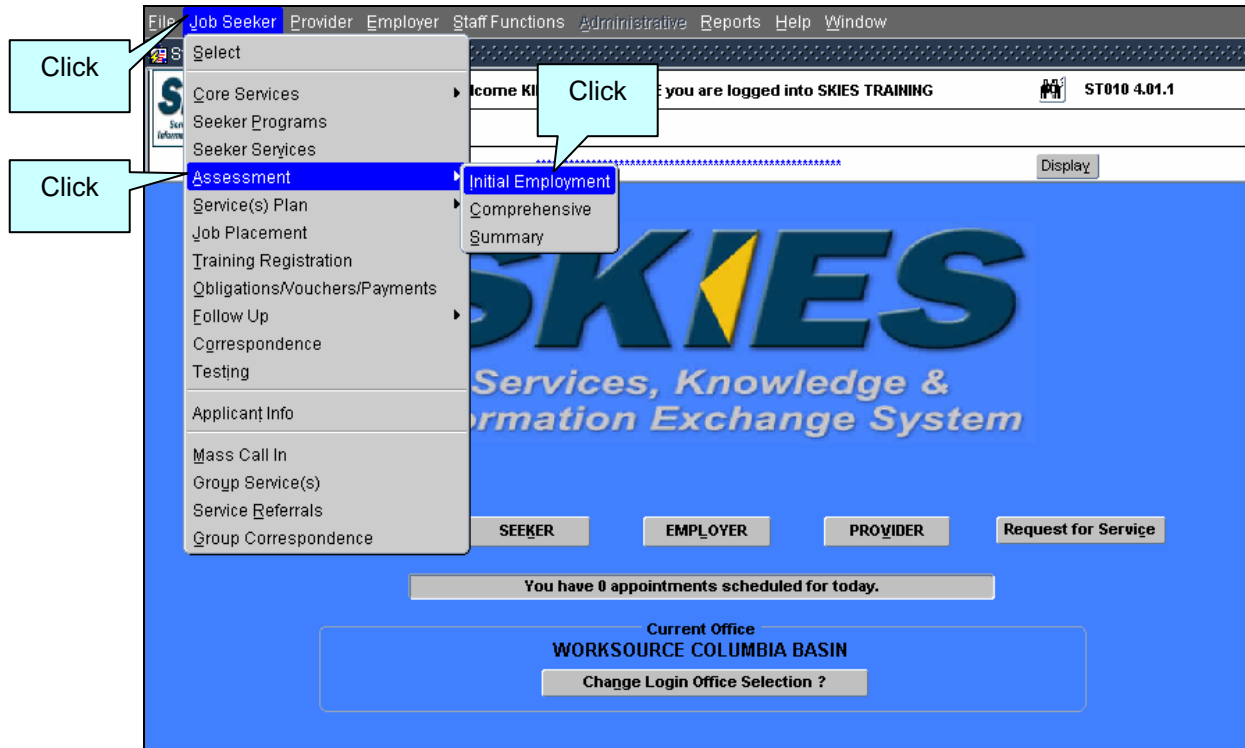 File Job Seeker Provider Employer Staff Functions Administrative Reports Help Window
Click
Select
Core Services
Seeker Programs
Seeker Services
Assessment
Service(s) Plan
Job Placement
Training Registration
Obligations/Vouchers/Payments
Follow Up
Correspondence
Testing
Applicant Info
Mass Call In
Group Service(s)
Service Referrals
Group Correspondence
Click
Click
Initial Employment
Comprehensive
Summary
you are logged into SKIES TRAINING
ST010 4.01.1
****************************************************
Display
SKIES
Services, Knowledge &
rmation Exchange System
SEEKER EMPLOYER PROVIDER Request for Service
You have 0 appointments scheduled for today.
Current Office
WORKSOURCE COLUMBIA BASIN
Change Login Office Selection ?